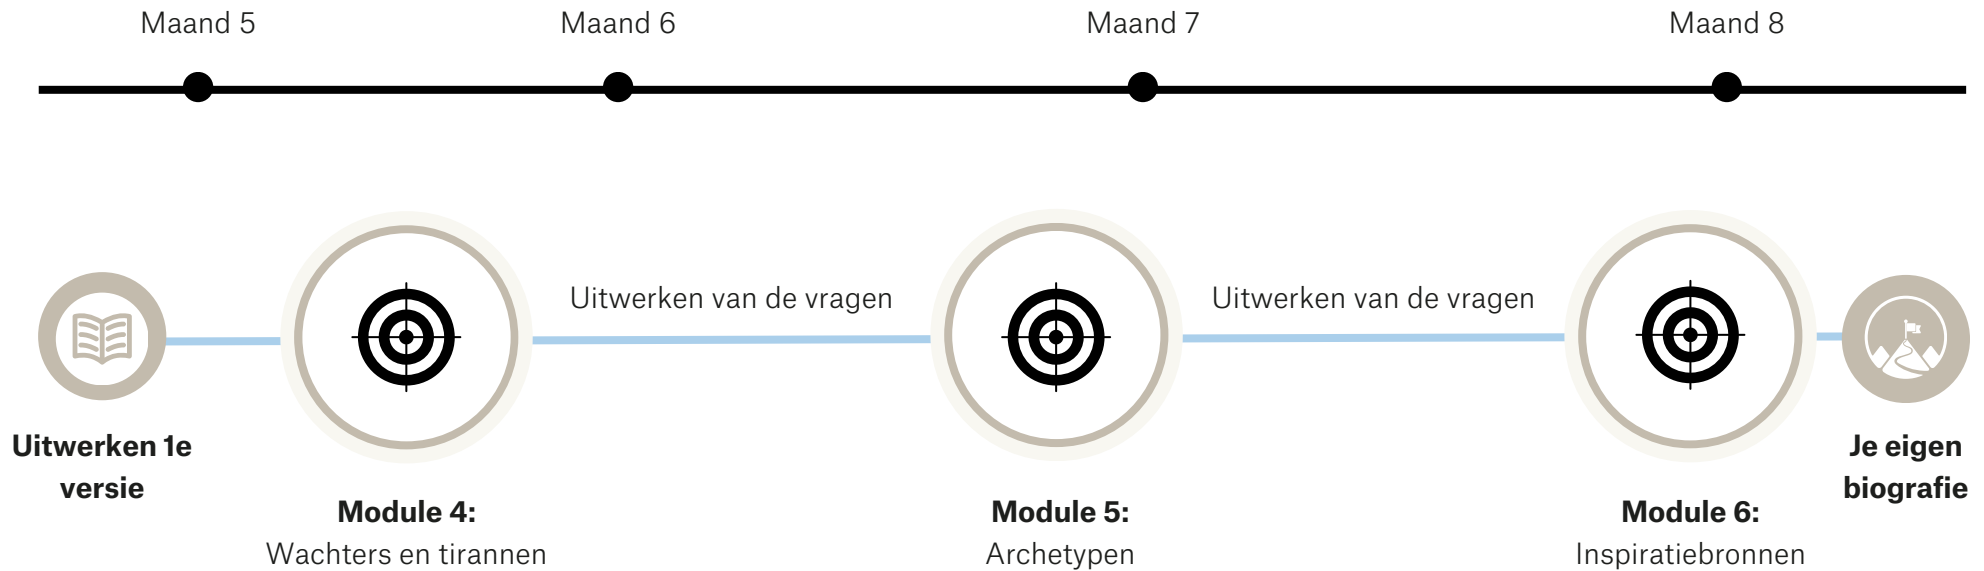 Maand 5
Maand 6
Maand 7
Maand 8
Uitwerken van de vragen
Uitwerken van de vragen
Uitwerken 1e
versie
Module 4:
Wachters en tirannen
Module 5:
Archetypen
Module 6:
Inspiratiebronnen
Je eigen
biografie